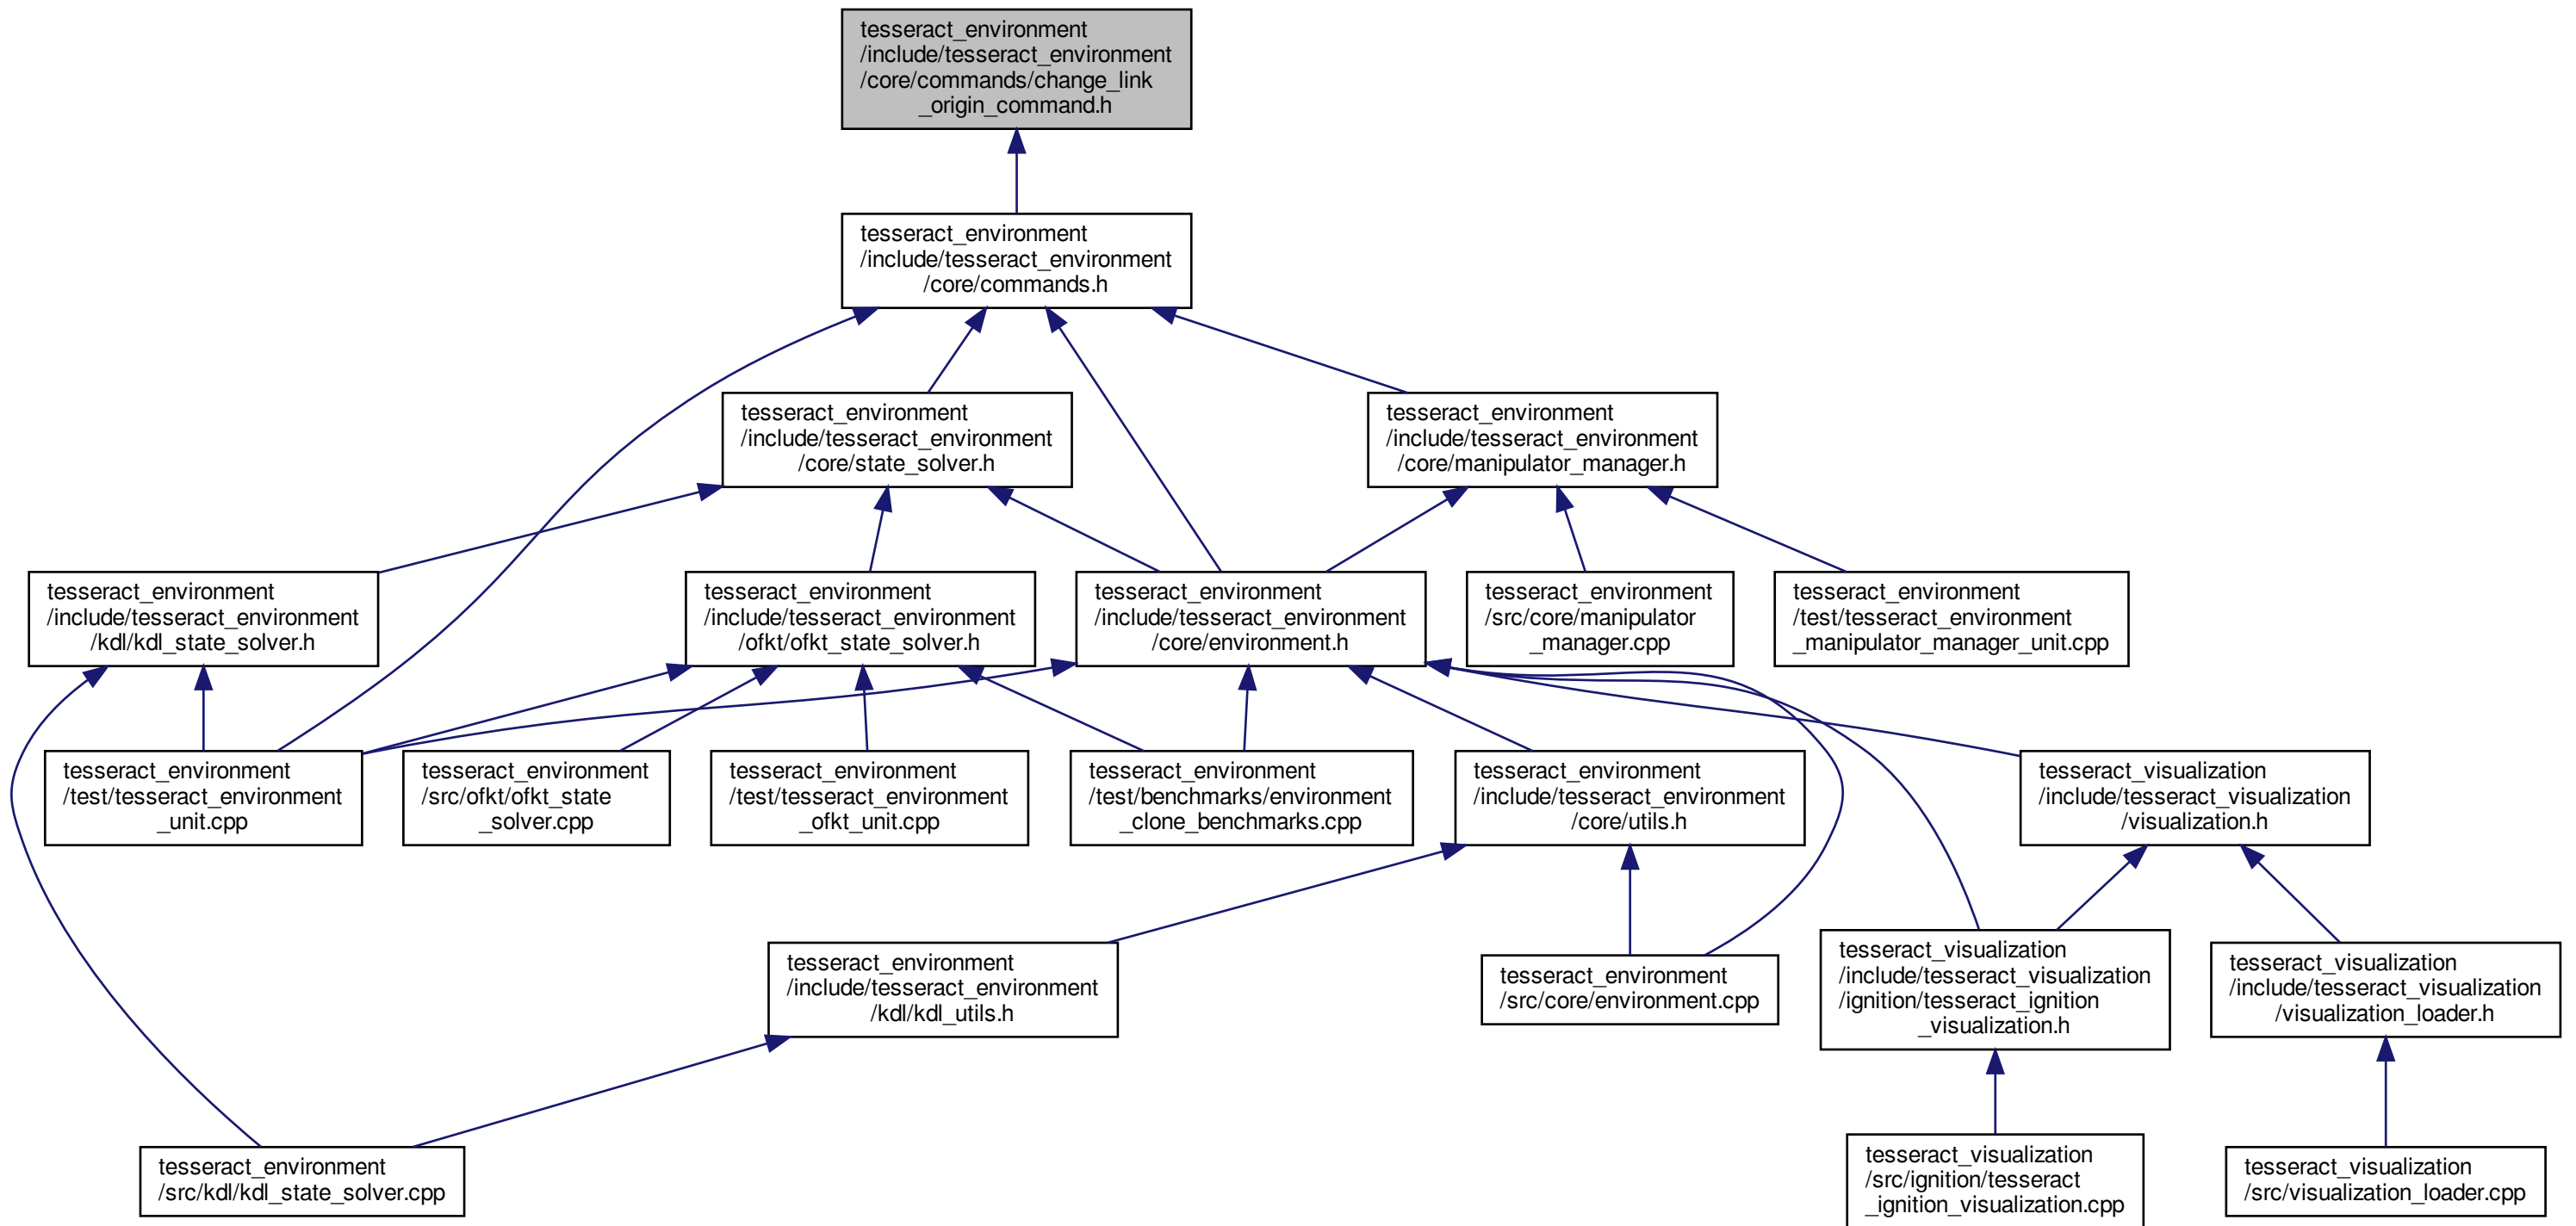 tesseract_environment
/include/tesseract_environment
/core/commands/change_link
_origin_command.h
tesseract_environment
/include/tesseract_environment
/core/commands.h
tesseract_environment
/include/tesseract_environment
/core/state_solver.h
tesseract_environment
/include/tesseract_environment
/core/manipulator_manager.h
tesseract_environment
/include/tesseract_environment
/kdl/kdl_state_solver.h
tesseract_environment
/include/tesseract_environment
/ofkt/ofkt_state_solver.h
tesseract_environment
/include/tesseract_environment
/core/environment.h
tesseract_environment
/src/core/manipulator
_manager.cpp
tesseract_environment
/test/tesseract_environment
_manipulator_manager_unit.cpp
tesseract_environment
/test/tesseract_environment
_unit.cpp
tesseract_environment
/src/ofkt/ofkt_state
_solver.cpp
tesseract_environment
/test/tesseract_environment
_ofkt_unit.cpp
tesseract_environment
/test/benchmarks/environment
_clone_benchmarks.cpp
tesseract_environment
/include/tesseract_environment
/core/utils.h
tesseract_visualization
/include/tesseract_visualization
/visualization.h
tesseract_environment
/include/tesseract_environment
/kdl/kdl_utils.h
tesseract_environment
/src/core/environment.cpp
tesseract_visualization
/include/tesseract_visualization
/ignition/tesseract_ignition
_visualization.h
tesseract_visualization
/include/tesseract_visualization
/visualization_loader.h
tesseract_environment
/src/kdl/kdl_state_solver.cpp
tesseract_visualization
/src/ignition/tesseract
_ignition_visualization.cpp
tesseract_visualization
/src/visualization_loader.cpp